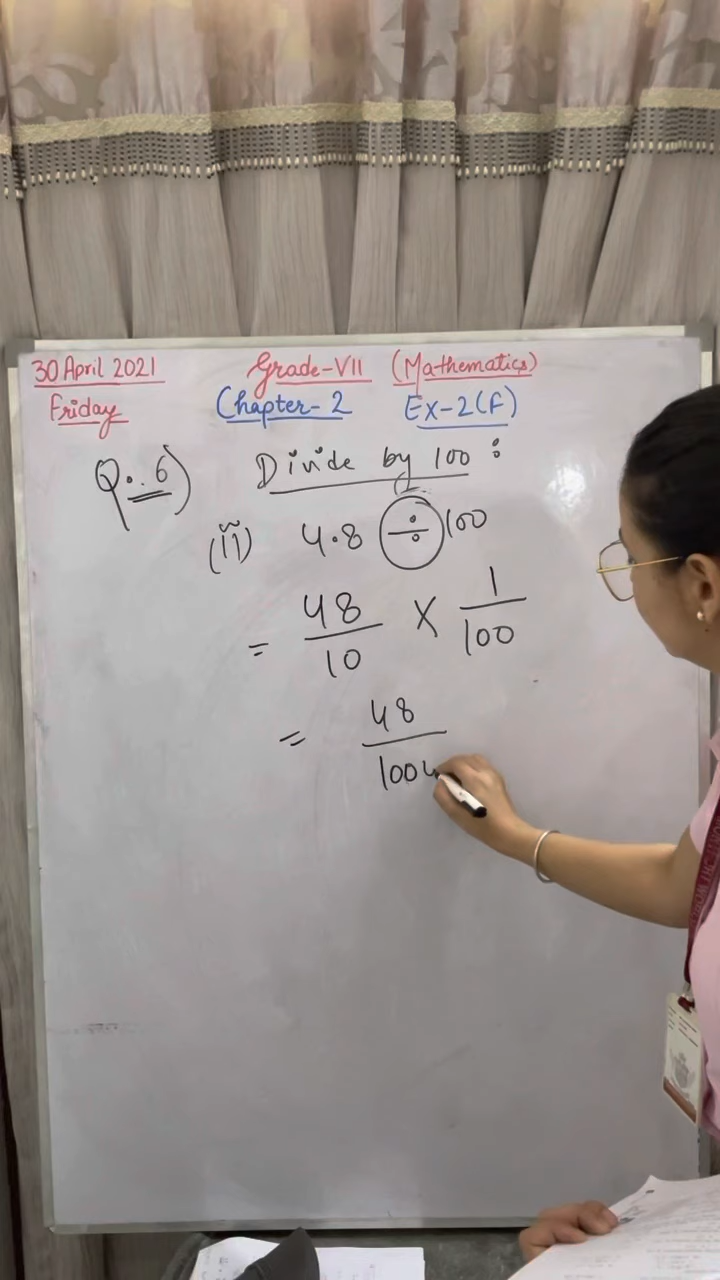 30 April 2021 Grade-VII (Mathematics)
Friday Chapter-2 Ex-2(F)
Q.6) Divide by 100:
(ii) 4.8 ÷ 100
= 48/10 × 1/100
= 48/100